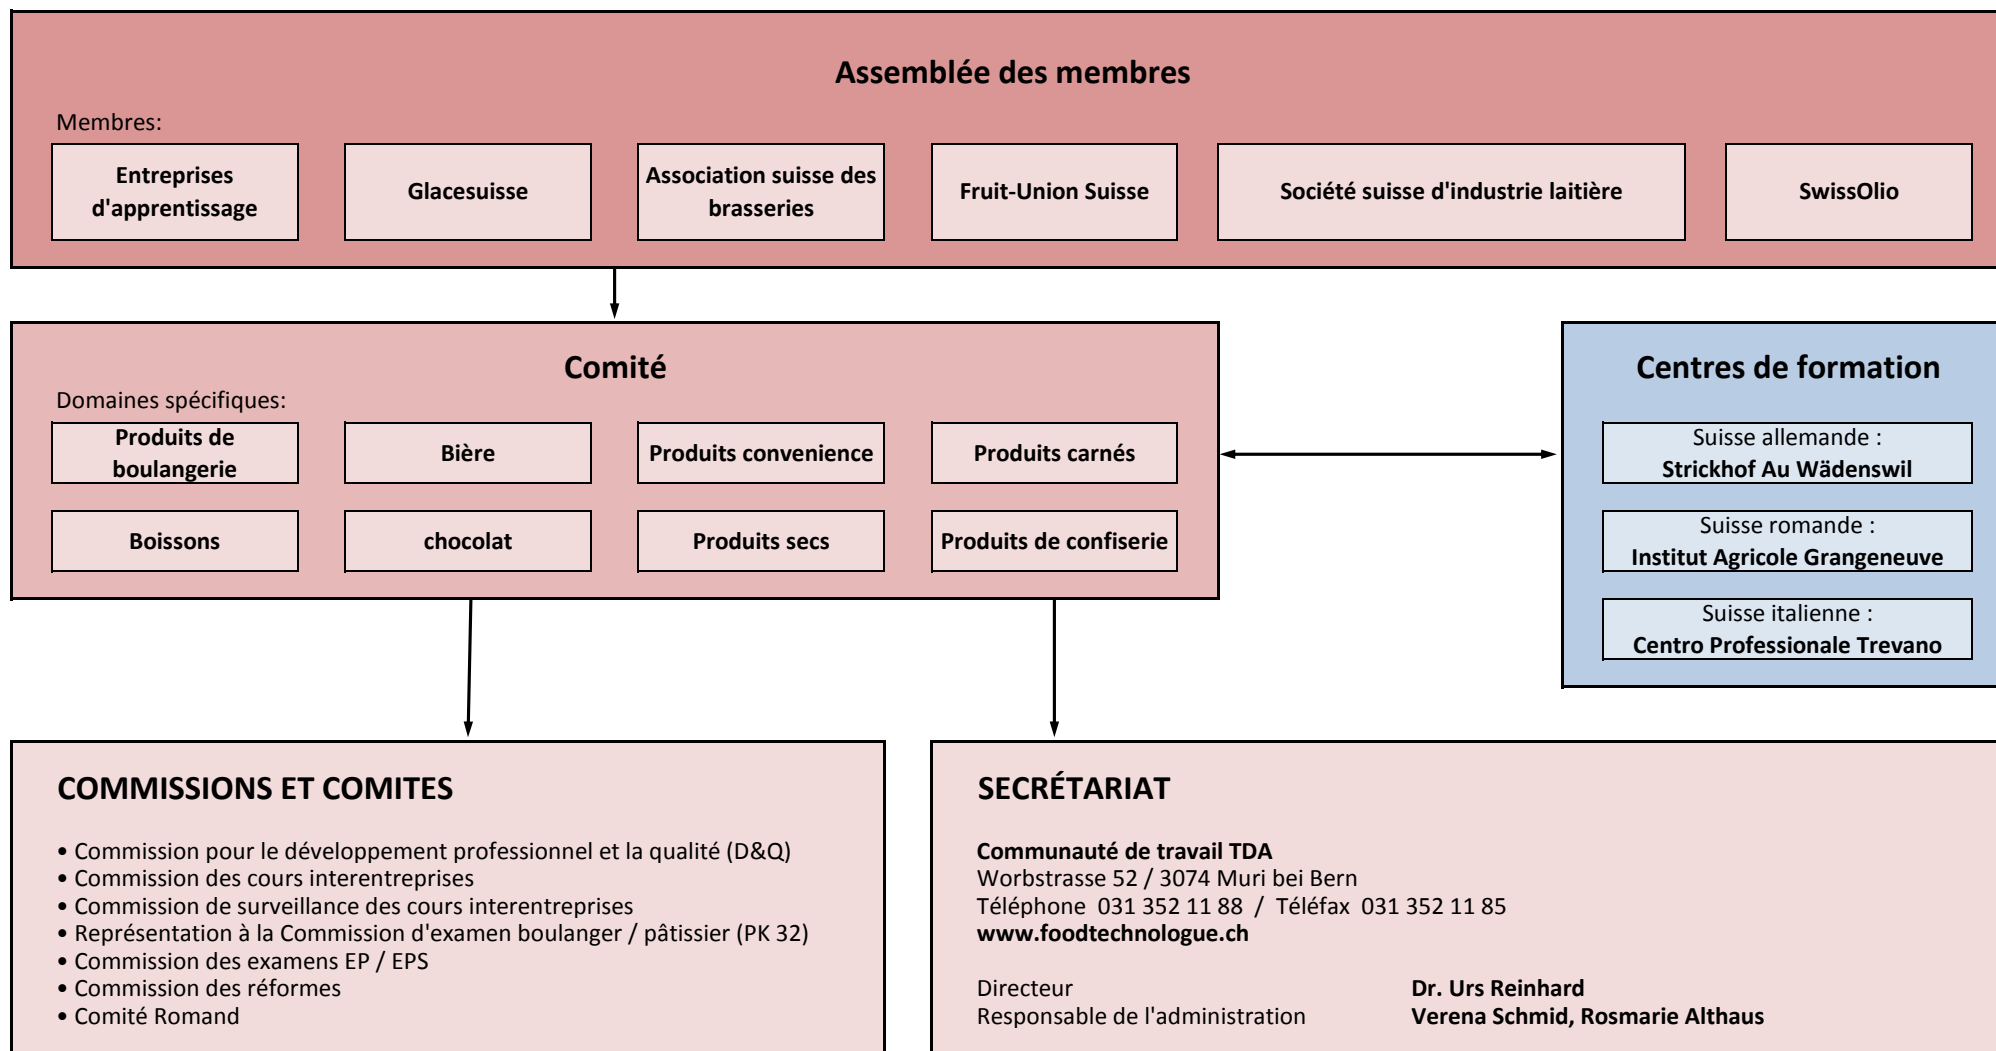 Assemblée des membres
Membres:
Entreprises
d'apprentissage
Glacesuisse
Association suisse des
brasseries
Fruit-Union Suisse
Société suisse d'industrie laitière
SwissOlio
Comité
Domaines spécifiques:
Produits de
boulangerie
Bière
Produits convenience
Produits carnés
Boissons
chocolat
Produits secs
Produits de confiserie
Centres de formation
Suisse allemande :
Strickhof Au Wädenswil
Suisse romande :
Institut Agricole Grangeneuve
Suisse italienne :
Centro Professionale Trevano
COMMISSIONS ET COMITES
• Commission pour le développement professionnel et la qualité (D&Q)
• Commission des cours interentreprises
• Commission de surveillance des cours interentreprises
• Représentation à la Commission d'examen boulanger / pâtissier (PK 32)
• Commission des examens EP / EPS
• Commission des réformes
• Comité Romand
SECRÉTARIAT
Communauté de travail TDA
Worbstrasse 52 / 3074 Muri bei Bern
Téléphone 031 352 11 88 / Téléfax 031 352 11 85
www.foodtechnologue.ch
Directeur Dr. Urs Reinhard
Responsable de l'administration Verena Schmid, Rosmarie Althaus